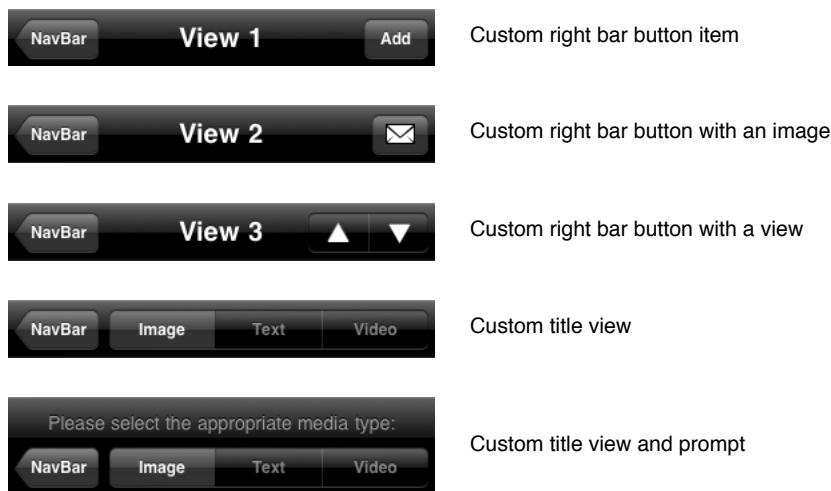 NavBar View 1 Add Custom right bar button item
NavBar View 2 Custom right bar button with an image
NavBar View 3 Custom right bar button with a view
NavBar Image Text Video Custom title view
Please select the appropriate media type:
Custom title view and prompt
NavBar Image Text Video